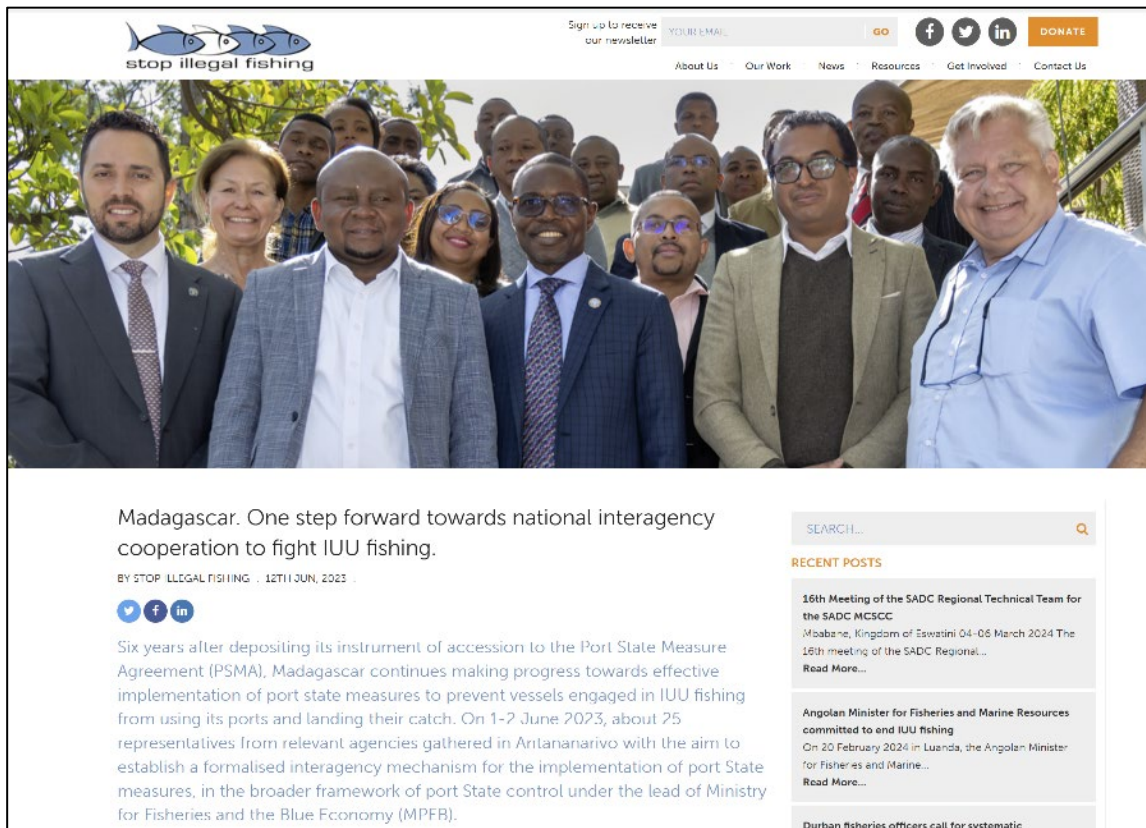 stop illegal fishing
Sign up to receive
our newsletter
YOUR EMAIL
GO
DONATE
About Us
Our Work
News
Resources
Get Involved
Contact Us
Madagascar. One step forward towards national interagency
cooperation to fight IUU fishing.
BY STOP ILLEGAL FISHING . 12TH JUN, 2023 .
Six years after depositing its instrument of accession to the Port State Measure
Agreement (PSMA), Madagascar continues making progress towards effective
implementation of port state measures to prevent vessels engaged in IUU fishing
from using its ports and landing their catch. On 1-2 June 2023, about 25
representatives from relevant agencies gathered in Antananarivo with the aim to
establish a formalised interagency mechanism for the implementation of port State
measures, in the broader framework of port State control under the lead of Ministry
for Fisheries and the Blue Economy (MPEB).
SEARCH...
RECENT POSTS
16th Meeting of the SADC Regional Technical Team for
the SADC MCSCC
Mbabane, Kingdom of Eswatini 04-06 March 2024 The
16th meeting of the SADC Regional...
Read More...
Angolan Minister for Fisheries and Marine Resources
committed to end IUU fishing
On 20 February 2024 in Luanda, the Angolan Minister
for Fisheries and Marine...
Read More...
Durban fisheries officers call for systematic